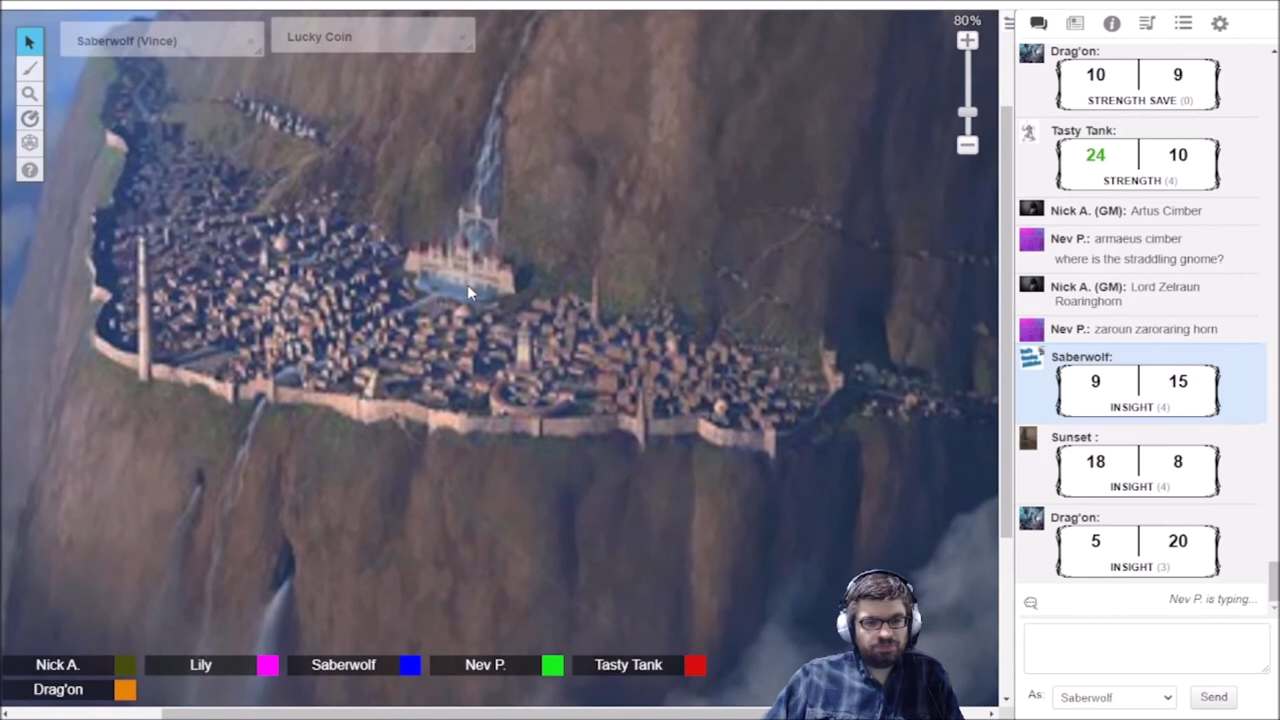 Saberwolf (Vince)
Lucky Coin
80%
Drag'on:
10 9
STRENGTH SAVE (0)
Tasty Tank:
24 10
STRENGTH (4)
Nick A. (GM): Artus Cimber
Nev P.: armaeus cimber
where is the straddling gnome?
Nick A. (GM): Lord Zelraun
Roaringhorn
Nev P.: zaroun zaroraring horn
Saberwolf:
9 15
INSIGHT (4)
Sunset :
18 8
INSIGHT (4)
Drag'on:
5 20
INSIGHT (3)
Nev P. is typing...
As: Saberwolf Send
Nick A. Lily Saberwolf Nev P. Tasty Tank
Drag'on